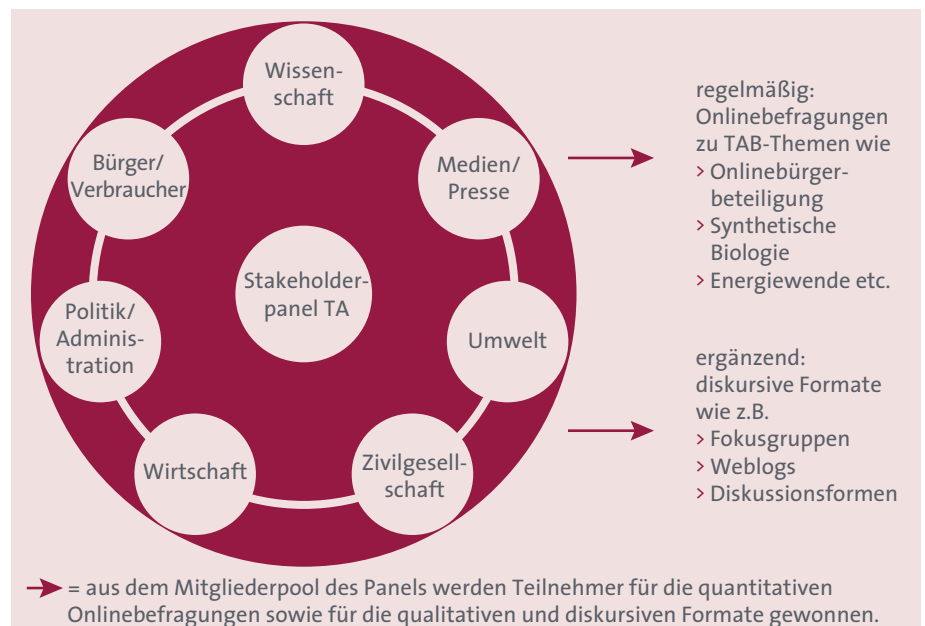 Wissen-
schaft
Medien/
Presse
Umwelt
Zivilgesell-
schaft
Wirtschaft
Politik/
Adminis-
tration
Bürger/
Verbraucher
Stakeholder-
panel TA
regelmäßig:
Onlinebefragungen
zu TAB-Themen wie
> Onlinebürger-
beteiligung
> Synthetische
Biologie
> Energiewende etc.
ergänzend:
diskursive Formate
wie z.B.
> Fokusgruppen
> Weblogs
> Diskussionsformen
= aus dem Mitgliederpool des Panels werden Teilnehmer für die quantitativen
Onlinebefragungen sowie für die qualitativen und diskursiven Formate gewonnen.